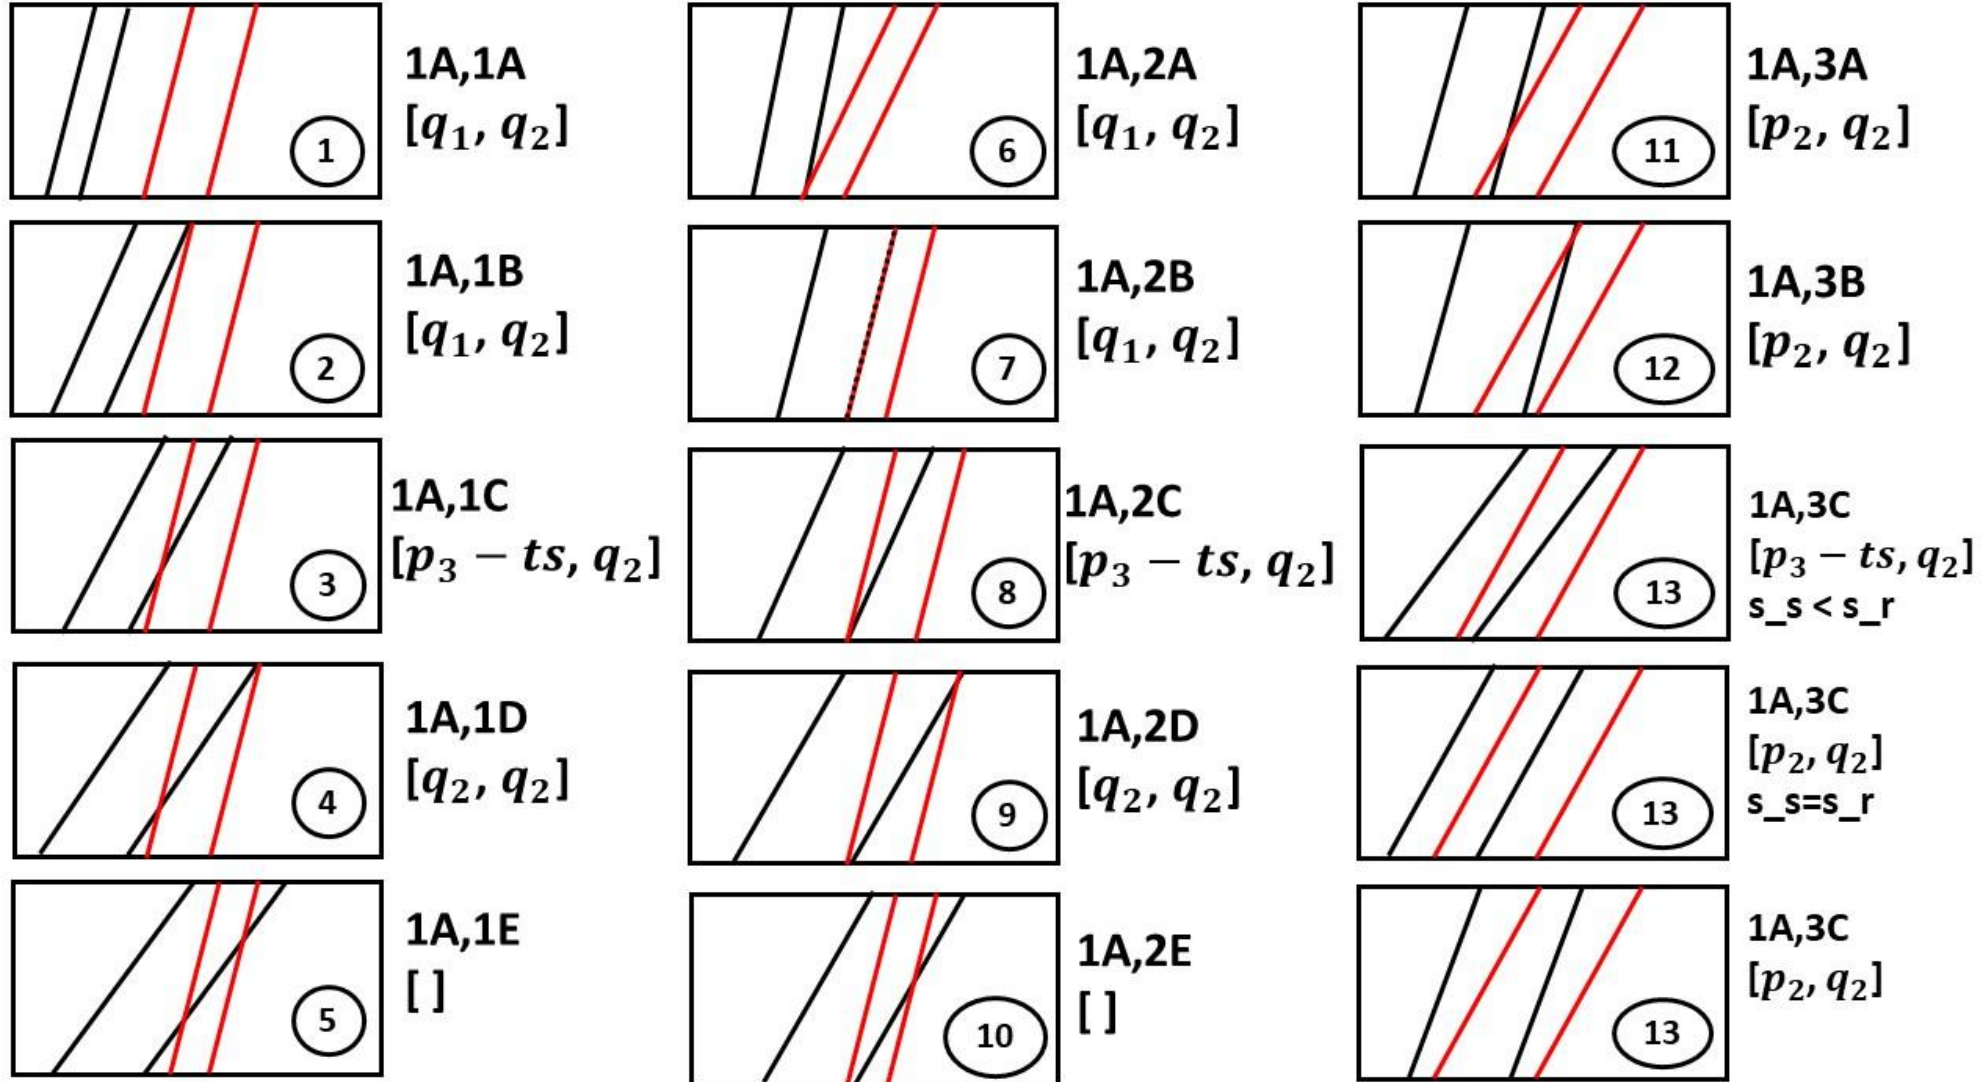 1
1A,1A
[q₁, q₂]
6
1A,2A
[q₁, q₂]
11
1A,3A
[p₂, q₂]
2
1A,1B
[q₁, q₂]
7
1A,2B
[q₁, q₂]
12
1A,3B
[p₂, q₂]
3
1A,1C
[p₃ − ts, q₂]
8
1A,2C
[p₃ − ts, q₂]
13
1A,3C
[p₃ − ts, q₂]
s_s < s_r
4
1A,1D
[q₂, q₂]
9
1A,2D
[q₂, q₂]
13
1A,3C
[p₂, q₂]
s_s=s_r
5
1A,1E
[ ]
10
1A,2E
[ ]
13
1A,3C
[p₂, q₂]